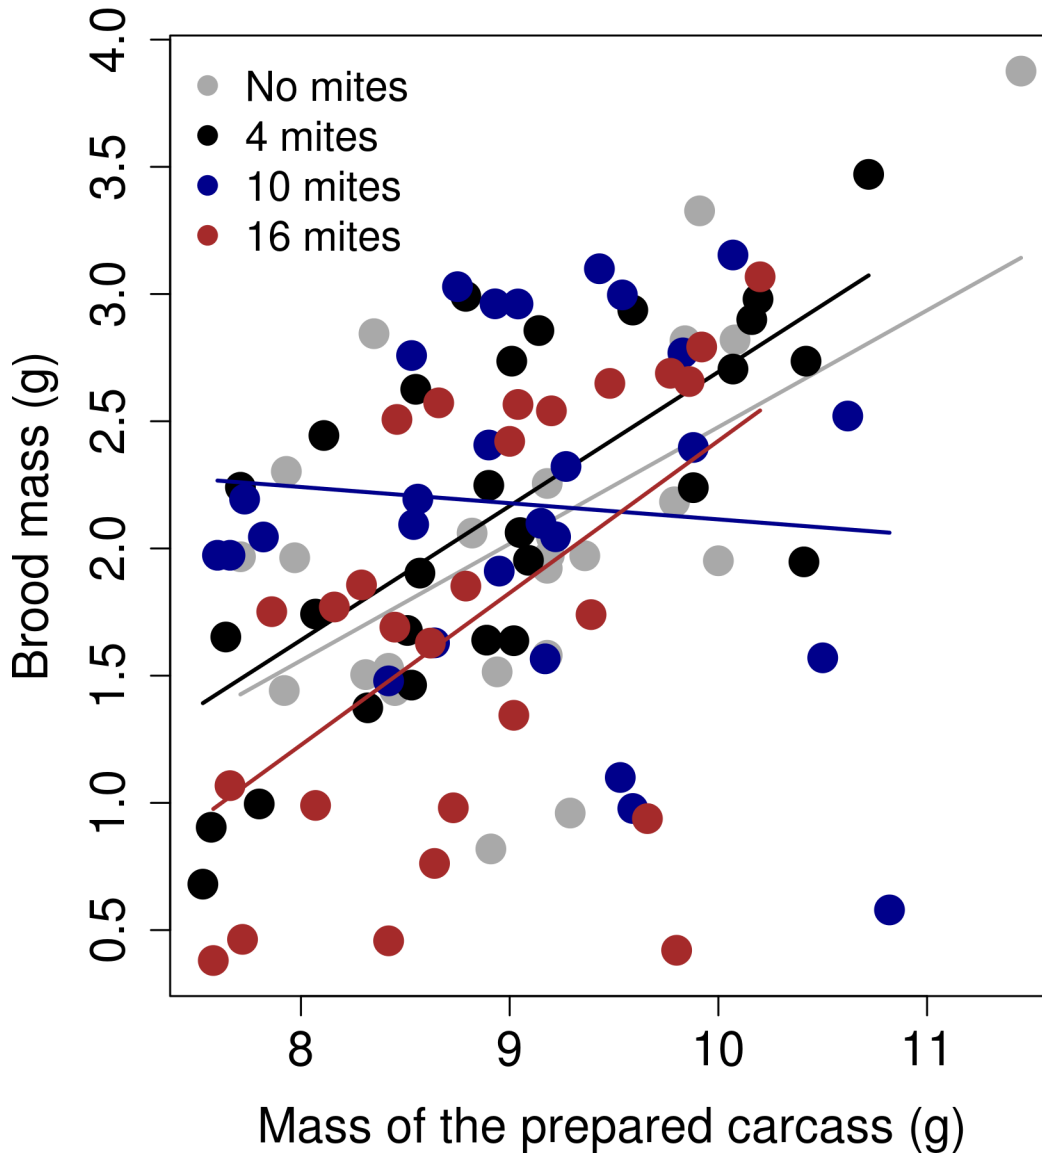 No mites
4 mites
10 mites
16 mites
Brood mass (g)
4.0
3.5
3.0
2.5
2.0
1.5
1.0
0.5
8
9
10
11
Mass of the prepared carcass (g)